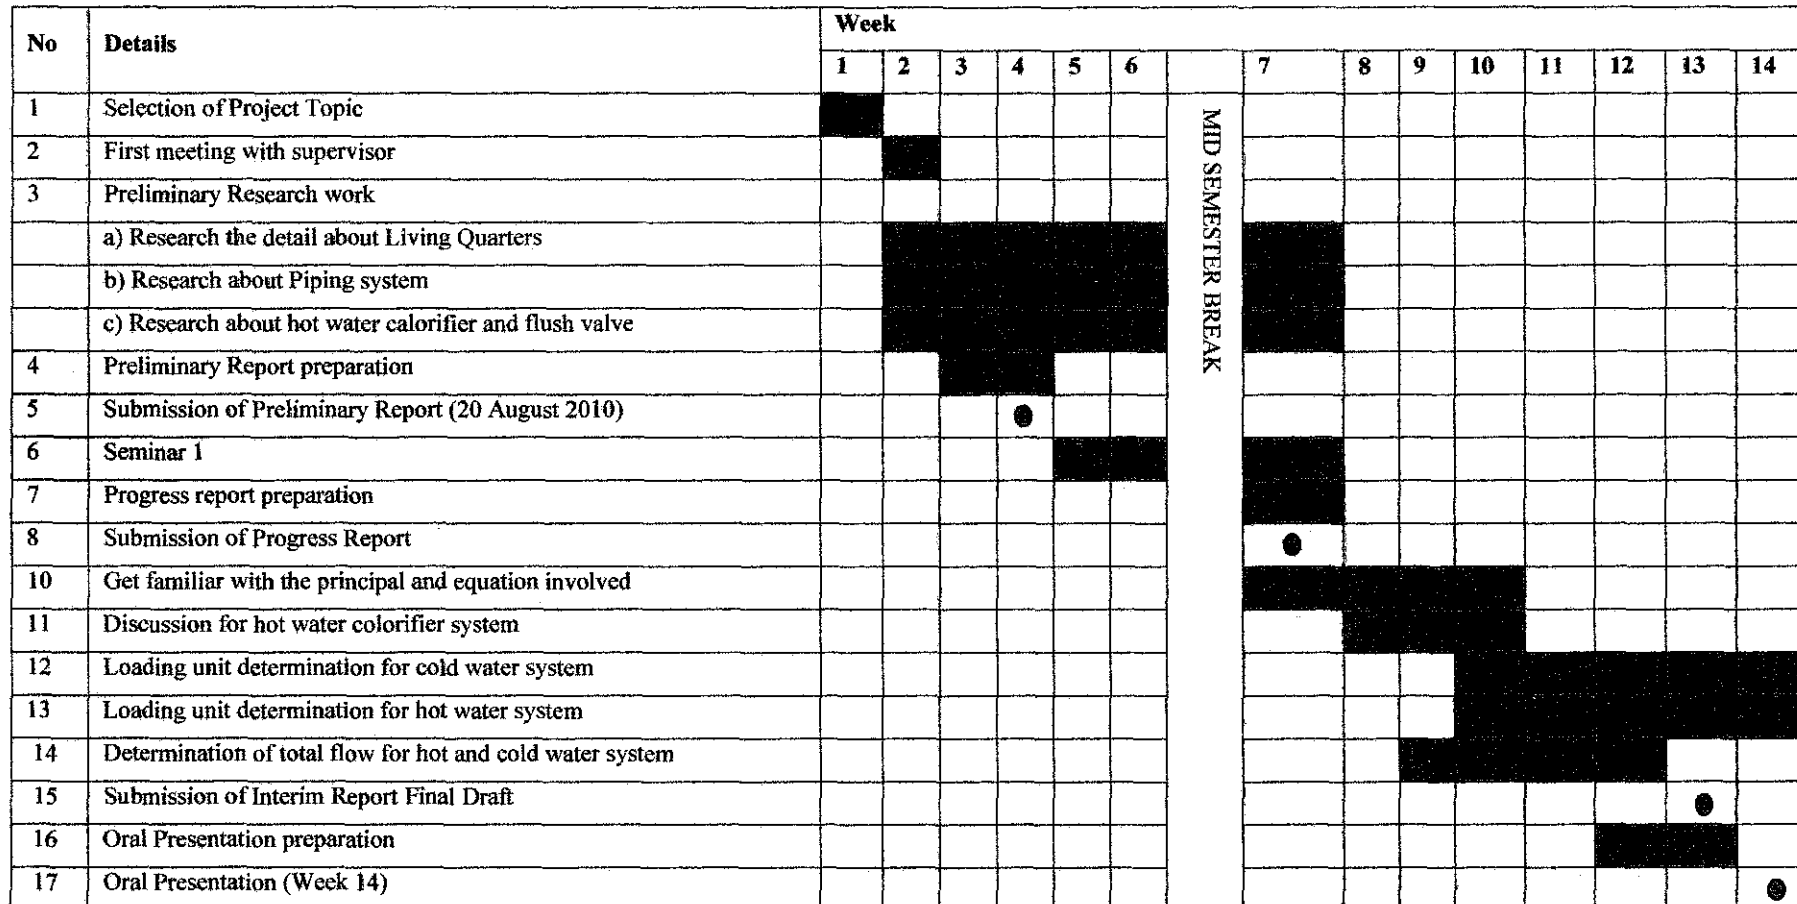 No Details Week
1 2 3 4 5 6 7 8 9 10 11 12 13 14
1 Selection of Project Topic
2 First meeting with supervisor
3 Preliminary Research work
a) Research the detail about Living Quarters
b) Research about Piping system
c) Research about hot water calorifier and flush valve
4 Preliminary Report preparation
5 Submission of Preliminary Report (20 August 2010)
6 Seminar 1
7 Progress report preparation
8 Submission of Progress Report
10 Get familiar with the principal and equation involved
11 Discussion for hot water colorifier system
12 Loading unit determination for cold water system
13 Loading unit determination for hot water system
14 Determination of total flow for hot and cold water system
15 Submission of Interim Report Final Draft
16 Oral Presentation preparation
17 Oral Presentation (Week 14)
MID SEMESTER BREAK